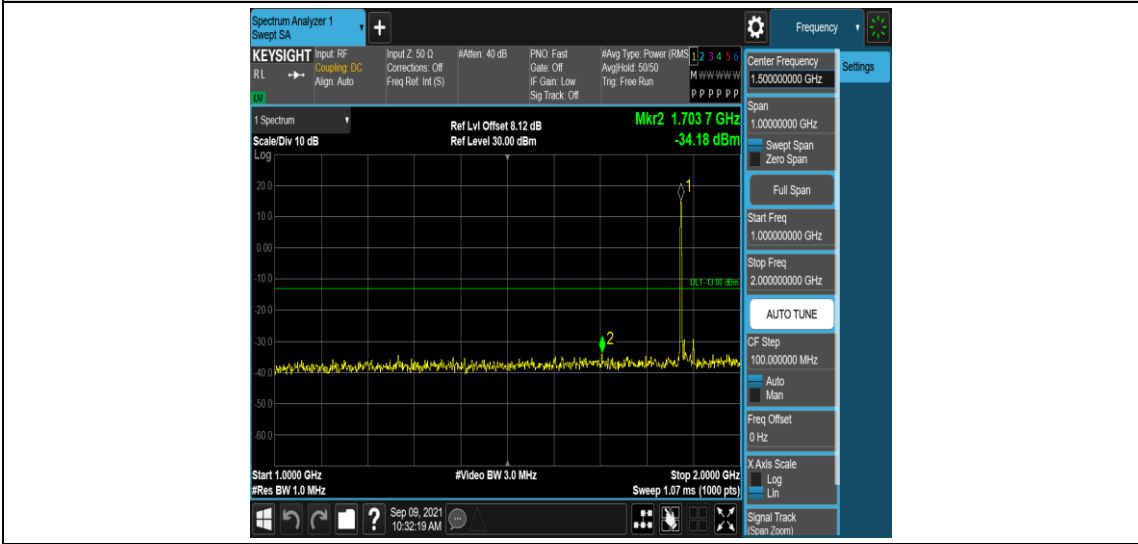 Spectrum Analyzer 1
Swept SA
+
Frequency
KEYSIGHT
RL
LXI
Input: RF
Coupling: DC
Align: Auto
Input Z: 50 Ω
Corrections: Off
Freq Ref: Int (S)
#Atten: 40 dB
PNO: Fast
Gate: Off
IF Gain: Low
Sig Track: Off
#Avg Type: Power (RMS
Avg|Hold: 50/50
Trig: Free Run
1 2 3 4 5 6
M W W W W W
P P P P P P
1 Spectrum
Scale/Div 10 dB
Log
Ref Lvl Offset 8.12 dB
Ref Level 30.00 dBm
Mkr2 1.703 7 GHz
-34.18 dBm
20.0
10.0
0.00
-10.0
-20.0
-30.0
-40.0
-50.0
-60.0
1
DL1 -13.00 dBm
2
Start 1.0000 GHz
#Res BW 1.0 MHz
#Video BW 3.0 MHz
Stop 2.0000 GHz
Sweep 1.07 ms (1000 pts)
?
Sep 09, 2021
10:32:19 AM
Center Frequency
1.500000000 GHz
Settings
Span
1.00000000 GHz
Swept Span
Zero Span
Full Span
Start Freq
1.000000000 GHz
Stop Freq
2.000000000 GHz
AUTO TUNE
CF Step
100.000000 MHz
Auto
Man
Freq Offset
0 Hz
X Axis Scale
Log
Lin
Signal Track
(Span Zoom)